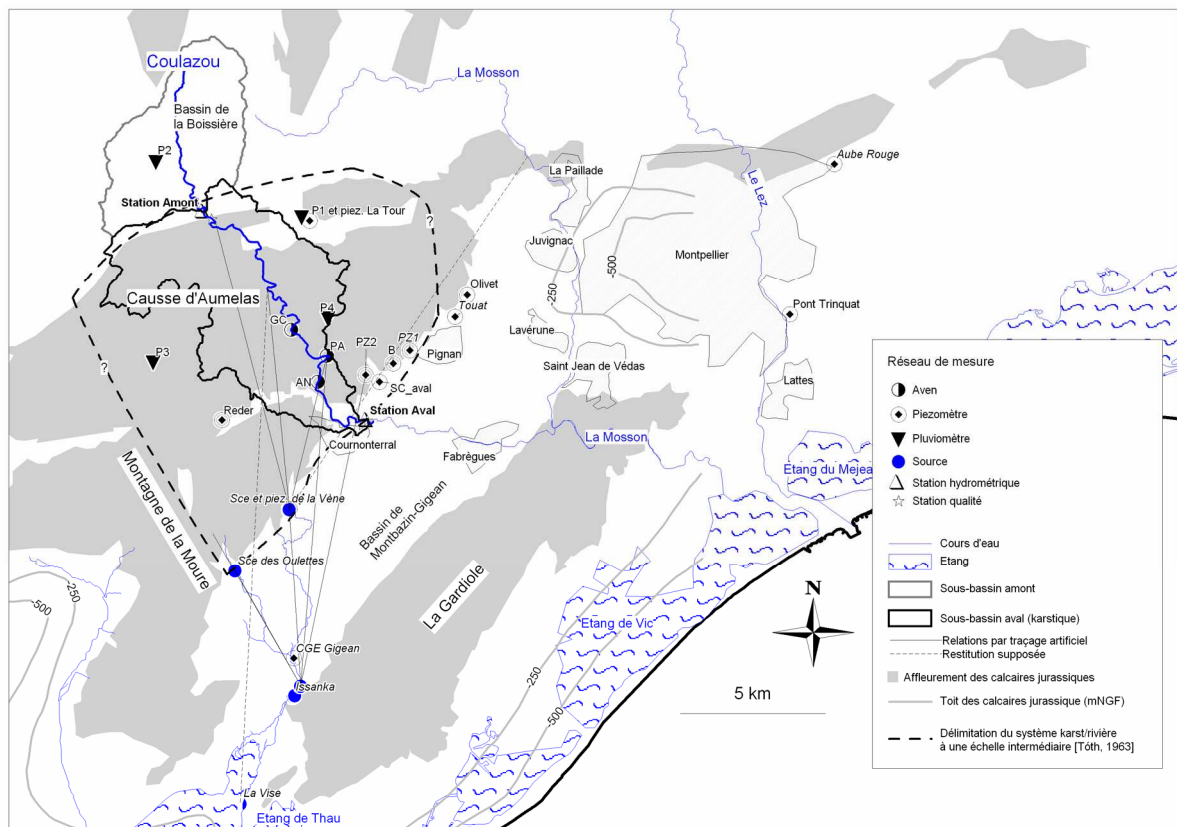 Coulazou
La Mosson
Bassin de
la Boissière
P2
La Paillade
Aube Rouge
Le Lez
Station Amont
P1 et piez. La Tour
?
Juvignac
-500
Montpellier
-250
Causse d'Aumelas
Olivet
Touat
P4
GC
Pont Trinquat
Lavérune
PZ1
PA
PZ2
B
Pignan
P3
?
AN
SC_aval
Saint Jean de Védas
Lattes
Reder
Station Aval
Cournonterral
La Mosson
Fabrègues
Etang du Mejea
Montagne de la Moure
Sce et piez. de la Vène
Bassin de
Montbazin-Gigean
Sce des Oulettes
-250
-500
La Gardiole
N
Etang de Vic
CGE Gigean
Issanka
-250
5 km
-500
La Vise
Etang de Thau
Réseau de mesure
Aven
Piezomètre
Pluviomètre
Source
Station hydrométrique
Station qualité
Cours d'eau
Etang
Sous-bassin amont
Sous-bassin aval (karstique)
Relations par traçage artificiel
Restitution supposée
Affleurement des calcaires jurassiques
Toit des calcaires jurassique (mNGF)
Délimitation du système karst/rivière
à une échelle intermédiaire [Tóth, 1963]